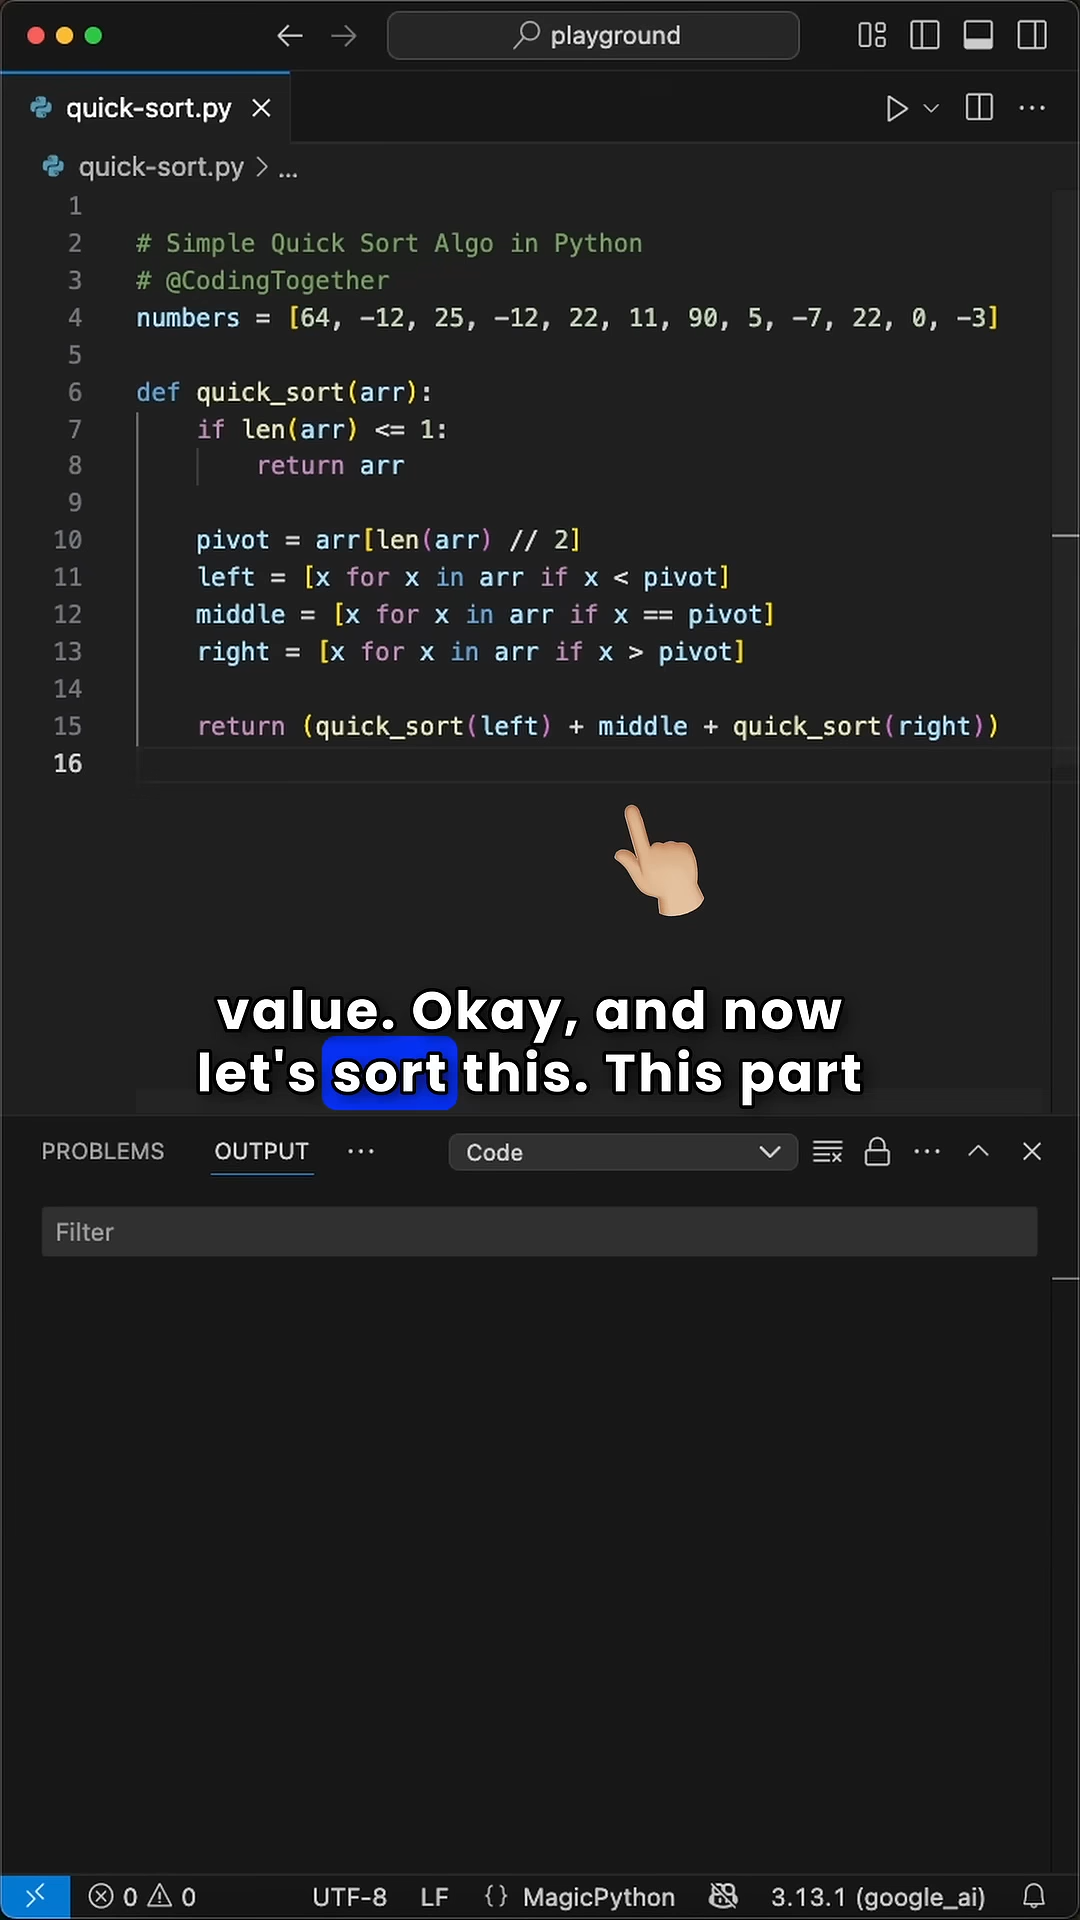 playground
quick-sort.py
quick-sort.py > ...
1
2 # Simple Quick Sort Algo in Python
3 # @CodingTogether
4 numbers = [64, -12, 25, -12, 22, 11, 90, 5, -7, 22, 0, -3]
5
6 def quick_sort(arr):
7     if len(arr) <= 1:
8         return arr
9
10     pivot = arr[len(arr) // 2]
11     left = [x for x in arr if x < pivot]
12     middle = [x for x in arr if x == pivot]
13     right = [x for x in arr if x > pivot]
14
15     return (quick_sort(left) + middle + quick_sort(right))
16
value. Okay, and now
let's sort this. This part
PROBLEMS OUTPUT ... Code
Filter
0 0 UTF-8 LF {} MagicPython 3.13.1 (google_ai)